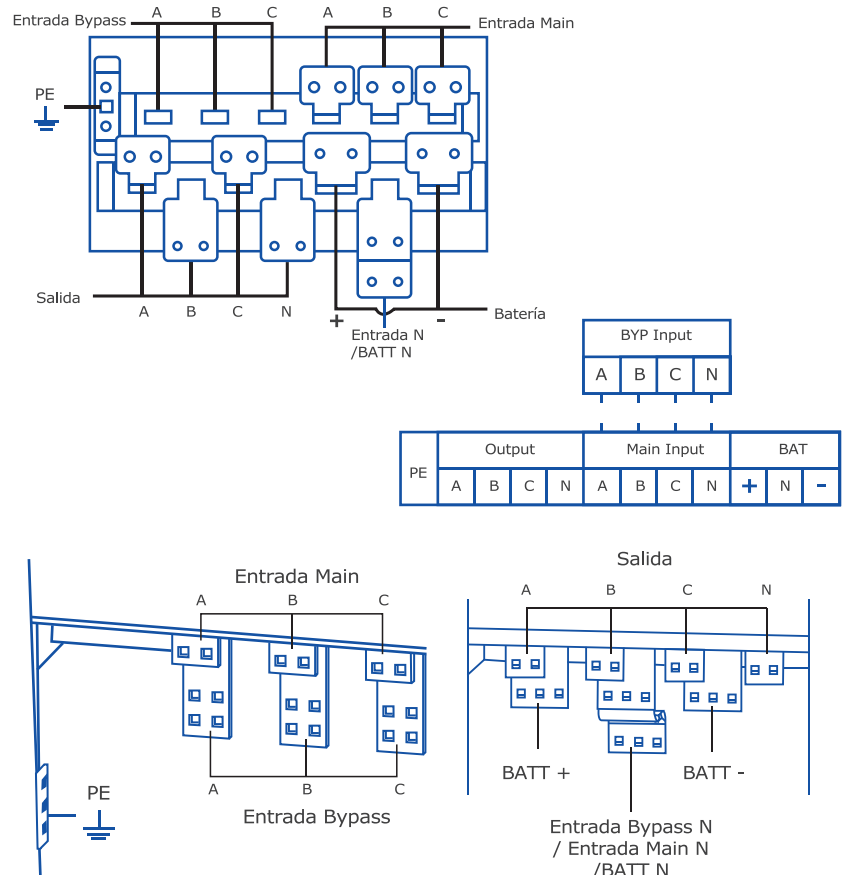 Entrada Bypass A B C
A B C Entrada Main
PE
Salida
A B C N
+ -
Batería
Entrada N
/BATT N
BYP Input
A B C N
PE
Output Main Input BAT
A B C N A B C N + N -
Entrada Main
A B C
A B C
Entrada Bypass
PE
Salida
A B C N
BATT + BATT -
Entrada Bypass N
/ Entrada Main N
/BATT N